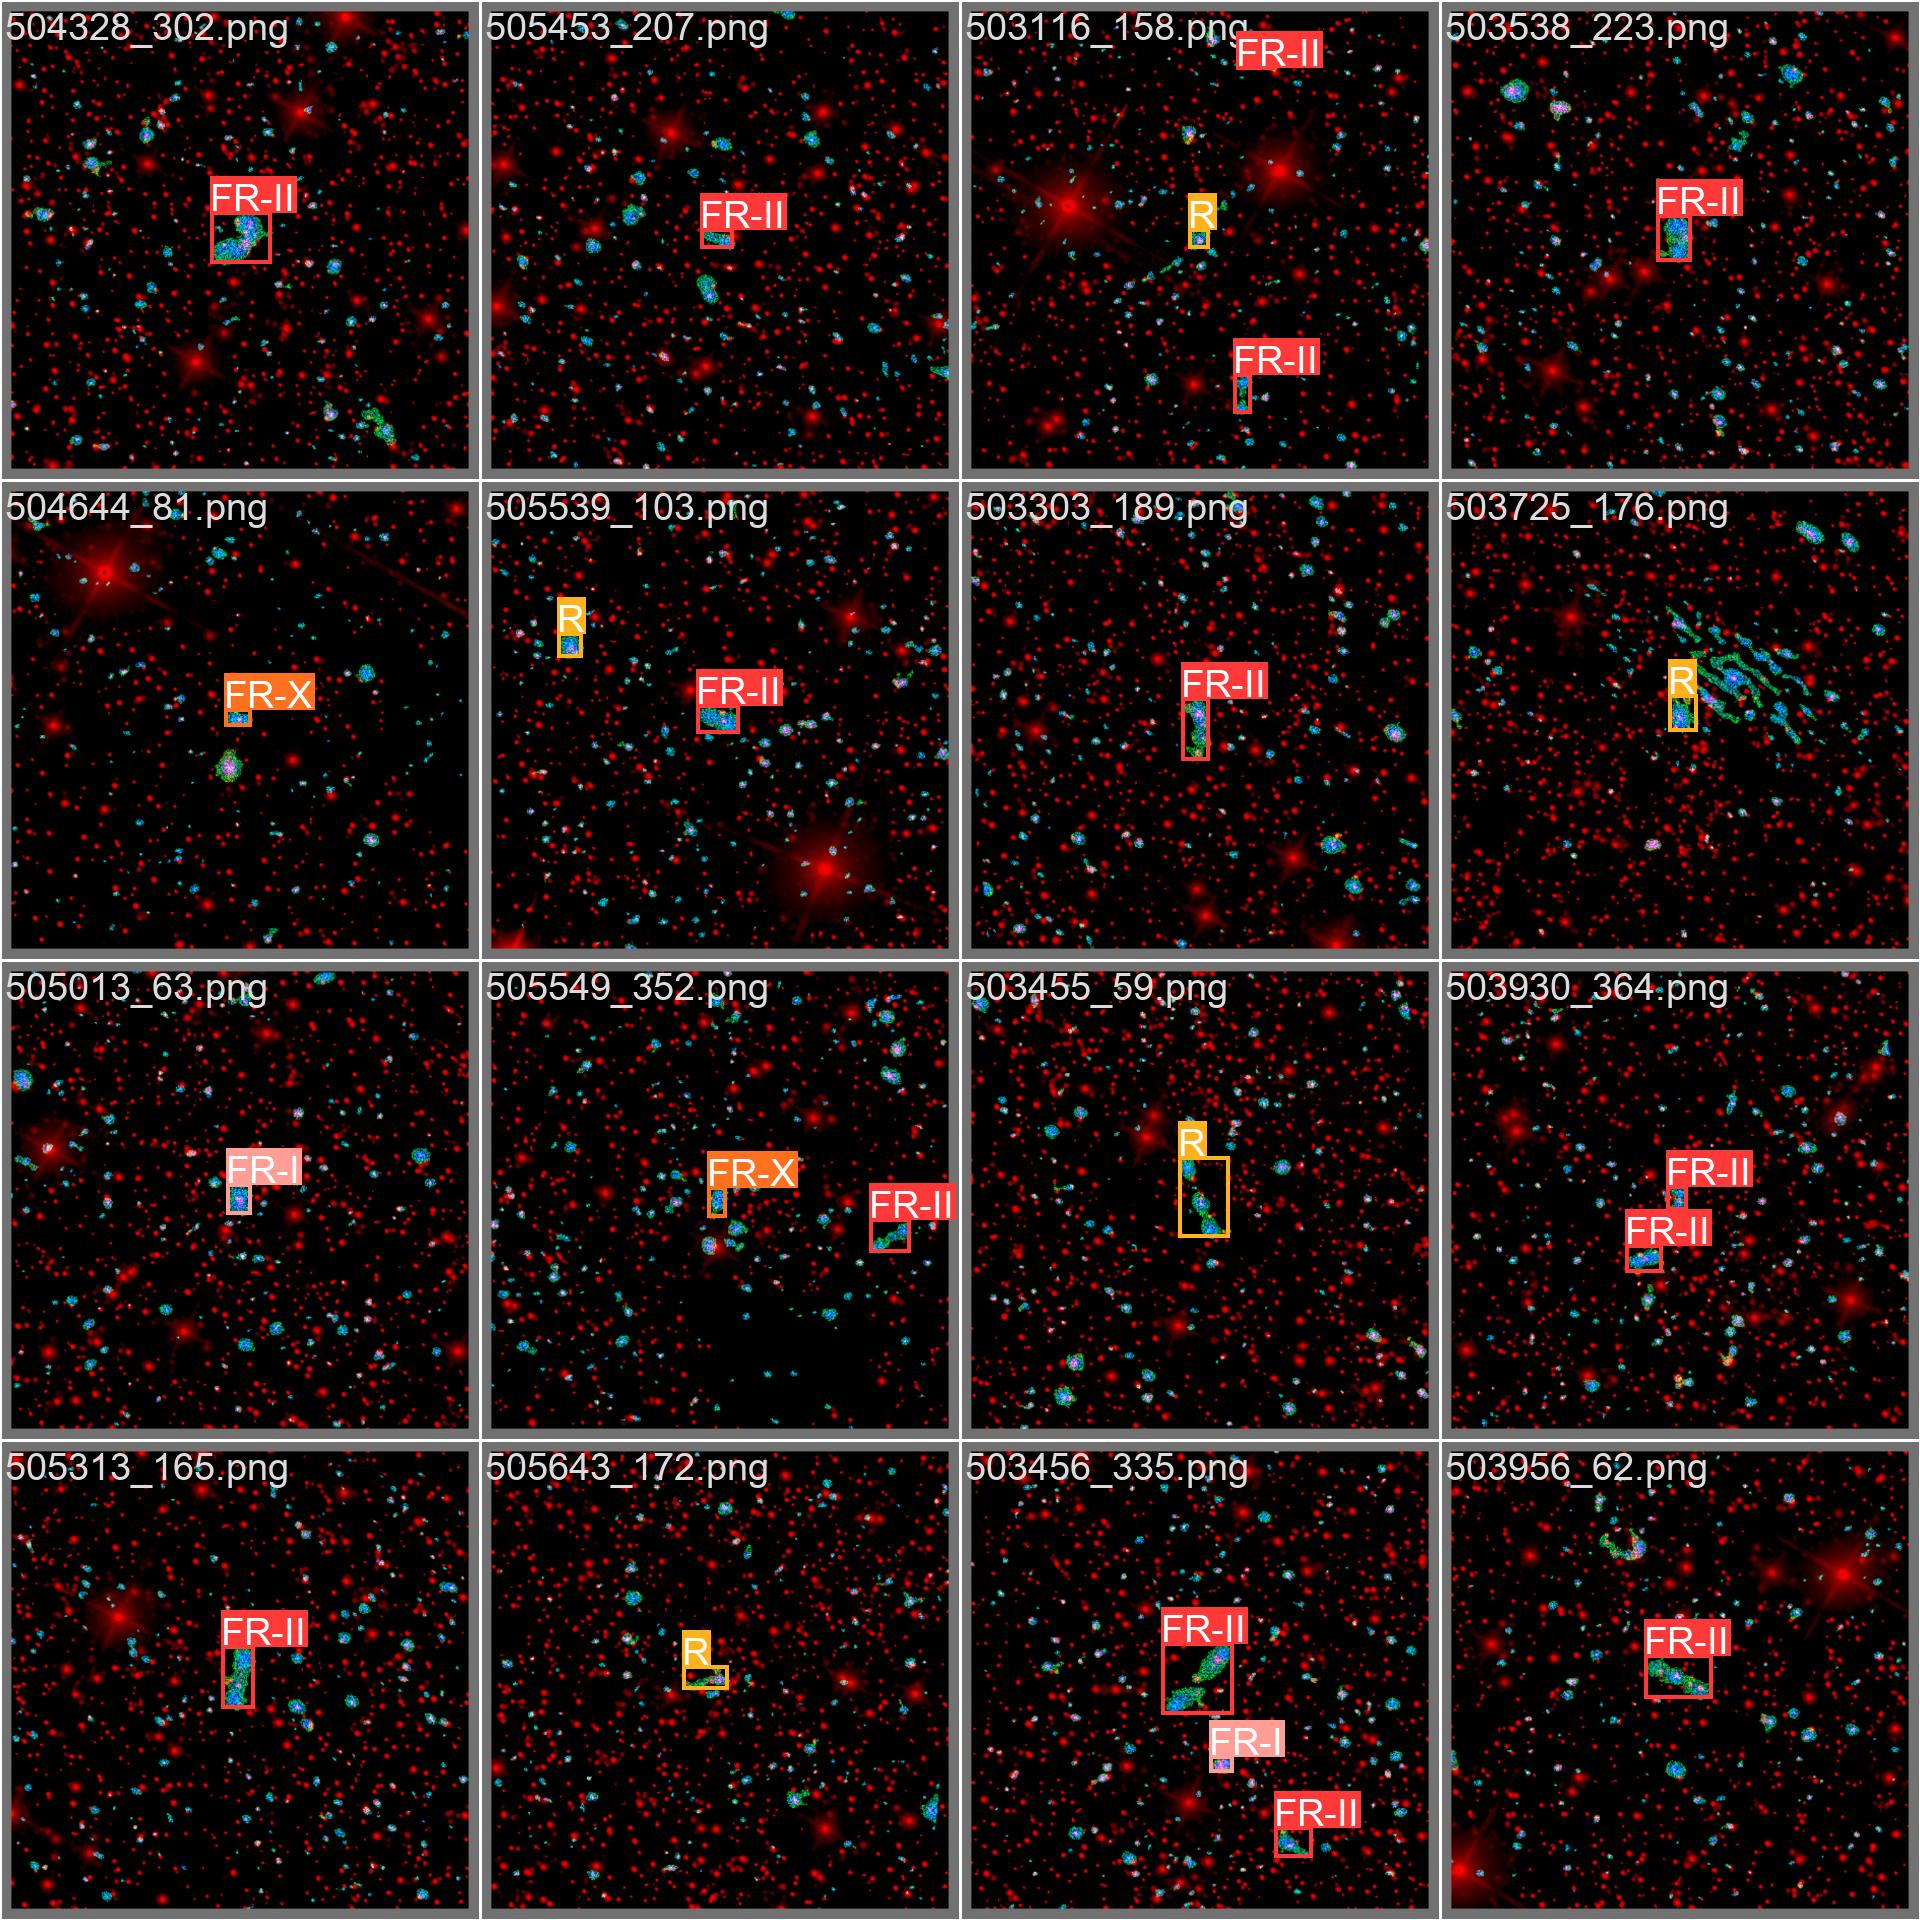 504328_302.png
FR-II
505453_207.png
FR-II
503116_158.png
FR-II
R
FR-II
503538_223.png
FR-II
504644_81.png
FR-X
505539_103.png
R
FR-II
503303_189.png
FR-II
503725_176.png
R
505013_63.png
FR-I
505549_352.png
FR-X
FR-II
503455_59.png
R
503930_364.png
FR-II
FR-II
505313_165.png
FR-II
505643_172.png
R
503456_335.png
FR-II
FR-I
FR-II
503956_62.png
FR-II